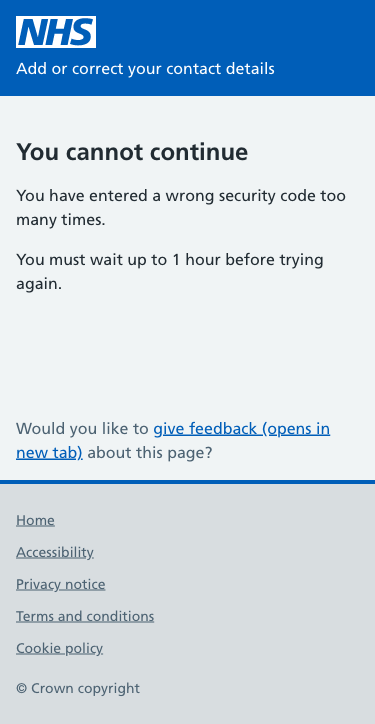 NHS
Add or correct your contact details
You cannot continue
You have entered a wrong security code too
many times.
You must wait up to 1 hour before trying
again.
Would you like to give feedback (opens in
new tab) about this page?
Home
Accessibility
Privacy notice
Terms and conditions
Cookie policy
© Crown copyright